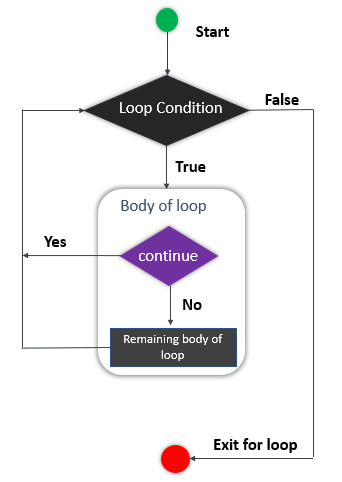 Start
Loop Condition
False
True
Body of loop
Yes
continue
No
Remaining body of
loop
Exit for loop